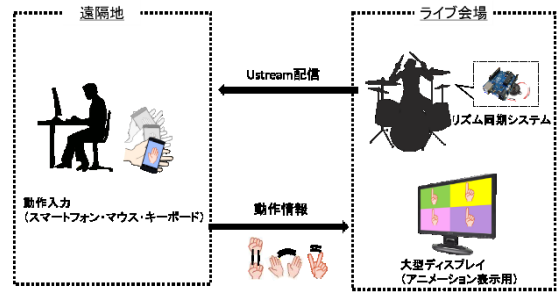 遠隔地
ライブ会場
Ustream配信
リズム同期システム
動作入力
（スマートフォン・マウス・キーボード）
動作情報
大型ディスプレイ
（アニメーション表示用）